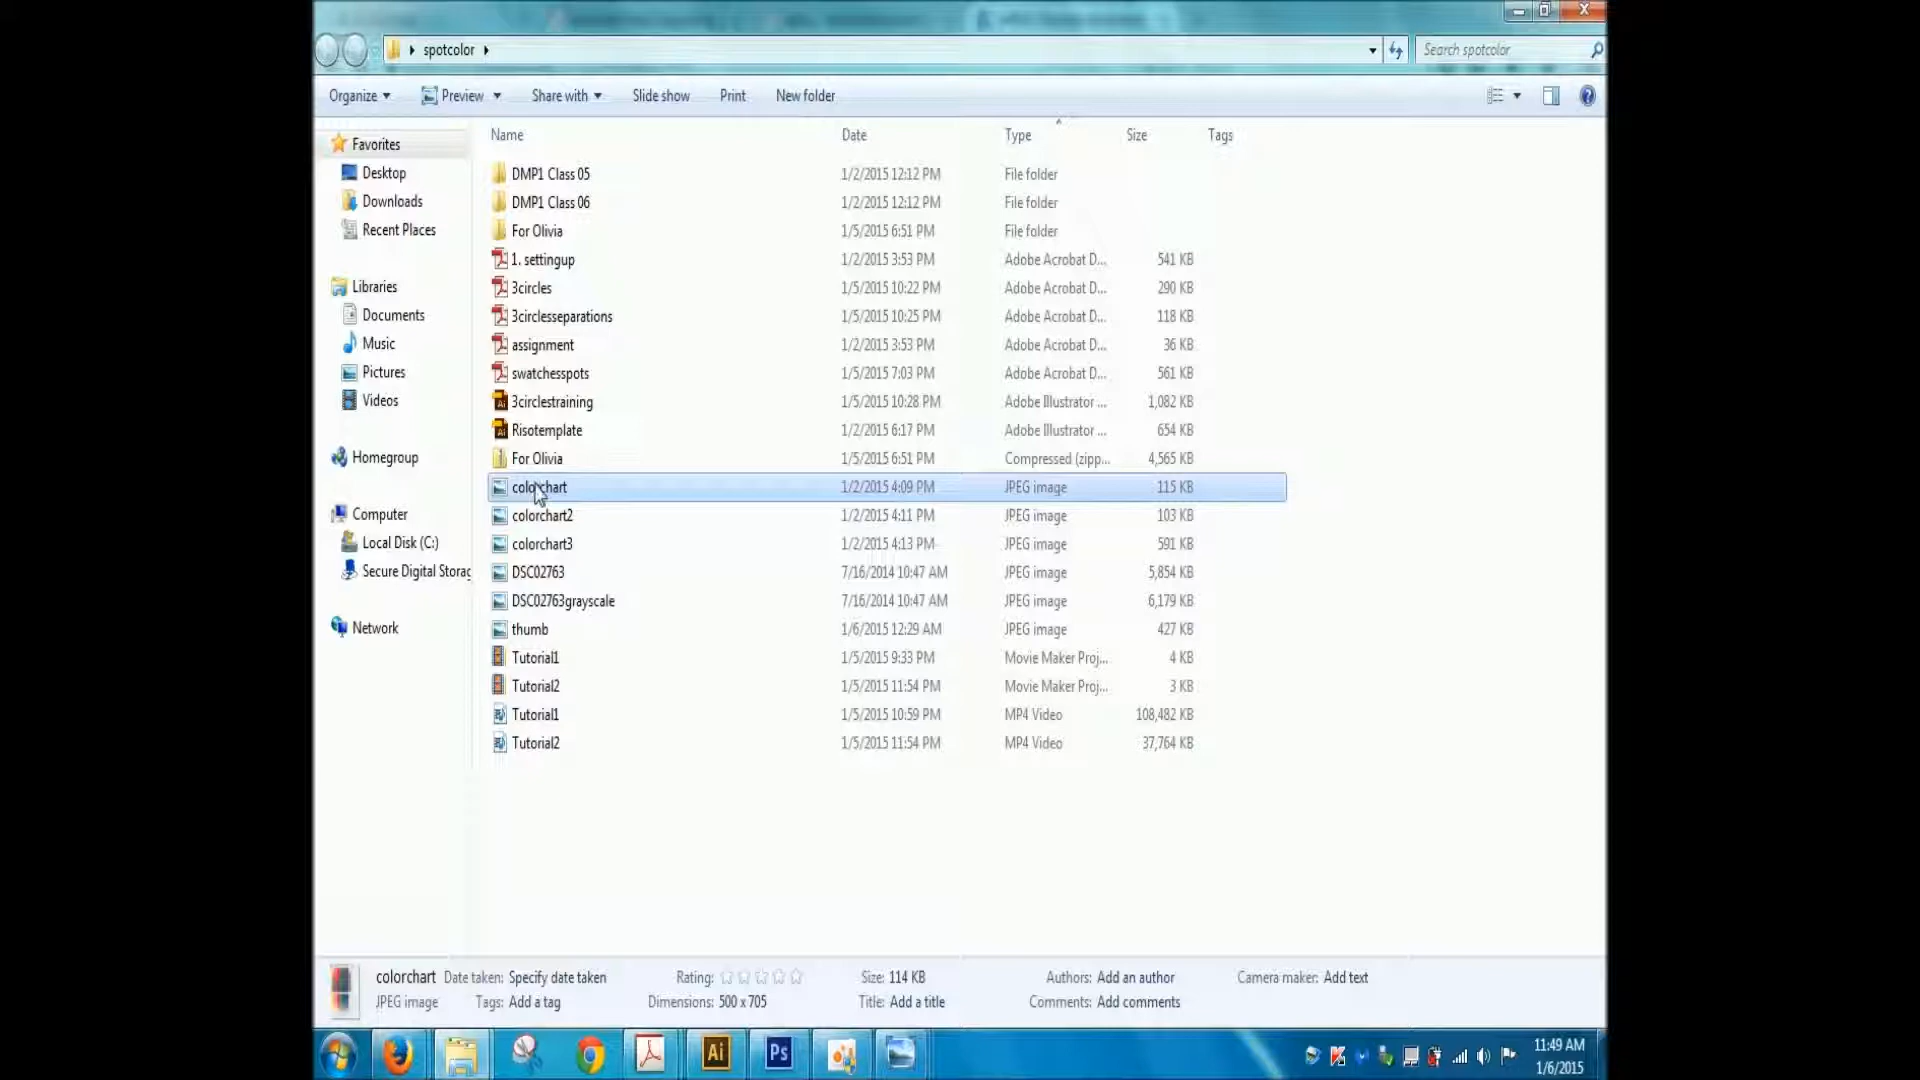 spotcolor
Search spotcolor
Organize Preview Share with Slide show Print New folder
Name Date Type Size Tags
Favorites
Desktop
Downloads
Recent Places
Libraries
Documents
Music
Pictures
Videos
Homegroup
Computer
Local Disk (C:)
Secure Digital Storag
Network
DMP1 Class 05 1/2/2015 12:12 PM File folder
DMP1 Class 06 1/2/2015 12:12 PM File folder
For Olivia 1/5/2015 6:51 PM File folder
1. settingup 1/2/2015 3:53 PM Adobe Acrobat D... 541 KB
3circles 1/5/2015 10:22 PM Adobe Acrobat D... 290 KB
3circlesseparations 1/5/2015 10:25 PM Adobe Acrobat D... 118 KB
assignment 1/2/2015 3:53 PM Adobe Acrobat D... 36 KB
swatchesspots 1/5/2015 7:03 PM Adobe Acrobat D... 561 KB
3circlestraining 1/5/2015 10:28 PM Adobe Illustrator ... 1,082 KB
Risotemplate 1/2/2015 6:17 PM Adobe Illustrator ... 654 KB
For Olivia 1/5/2015 6:51 PM Compressed (zipp... 4,565 KB
colorchart 1/2/2015 4:09 PM JPEG image 115 KB
colorchart2 1/2/2015 4:11 PM JPEG image 103 KB
colorchart3 1/2/2015 4:13 PM JPEG image 591 KB
DSC02763 7/16/2014 10:47 AM JPEG image 5,854 KB
DSC02763grayscale 7/16/2014 10:47 AM JPEG image 6,179 KB
thumb 1/6/2015 12:29 AM JPEG image 427 KB
Tutorial1 1/5/2015 9:33 PM Movie Maker Proj... 4 KB
Tutorial2 1/5/2015 11:54 PM Movie Maker Proj... 3 KB
Tutorial1 1/5/2015 10:59 PM MP4 Video 108,482 KB
Tutorial2 1/5/2015 11:54 PM MP4 Video 37,764 KB
colorchart Date taken: Specify date taken Rating: Size: 114 KB Authors: Add an author Camera maker: Add text
JPEG image Tags: Add a tag Dimensions: 500 x 705 Title: Add a title Comments: Add comments
Ai Ps
11:49 AM
1/6/2015